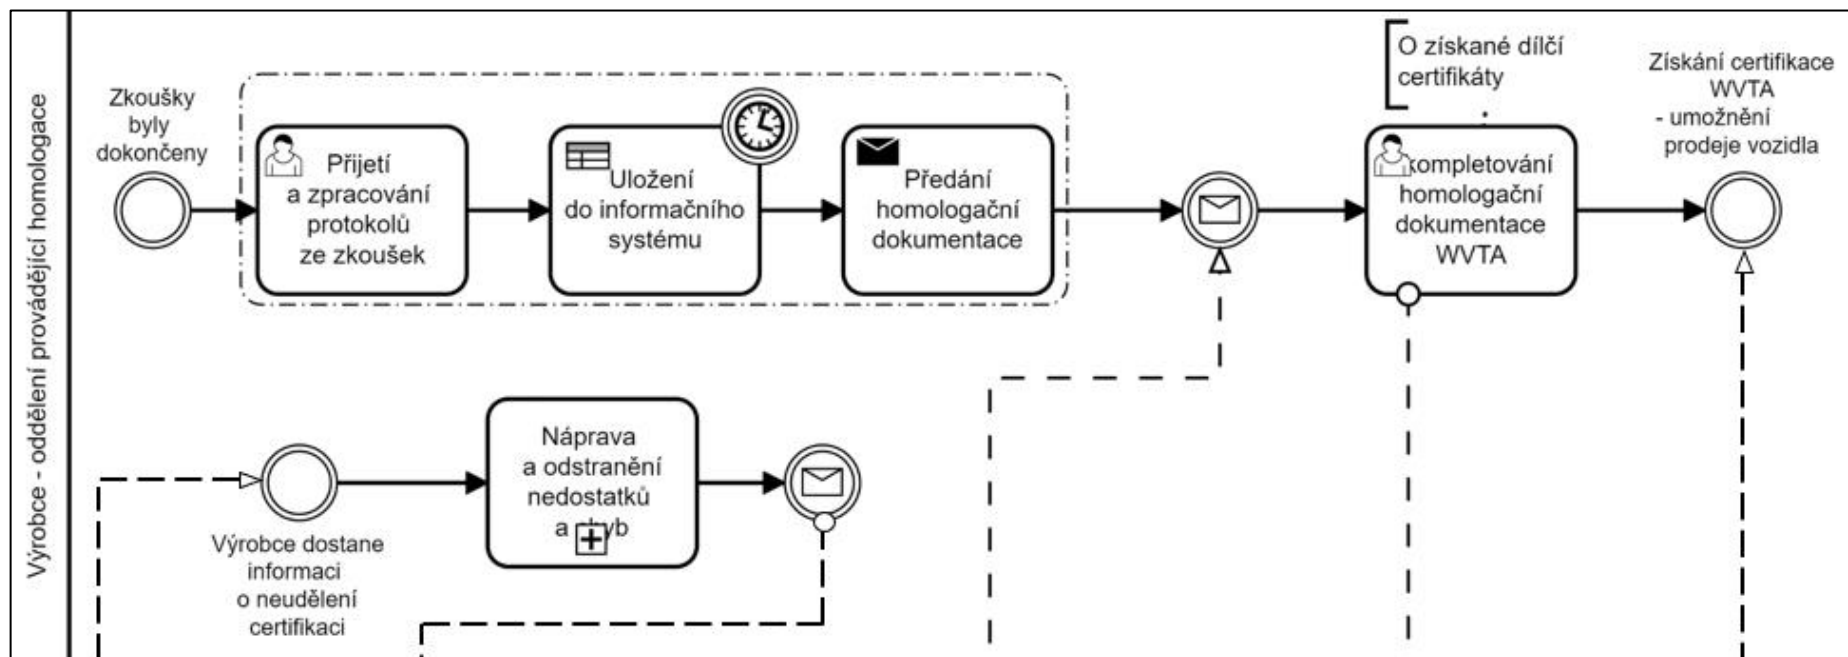 Výrobce - oddělení provádějící homologace
Zkoušky
byly
dokončeny
Přijetí
a zpracování
protokolů
ze zkoušek
Uložení
do informačního
systému
Předání
homologační
dokumentace
O získané dílčí
certifikáty
kompletování
homologační
dokumentace
WVTA
Získání certifikace
WVTA
- umožnění
prodeje vozidla
Výrobce dostane
informaci
o neudělení
certifikaci
Náprava
a odstranění
nedostatků
a